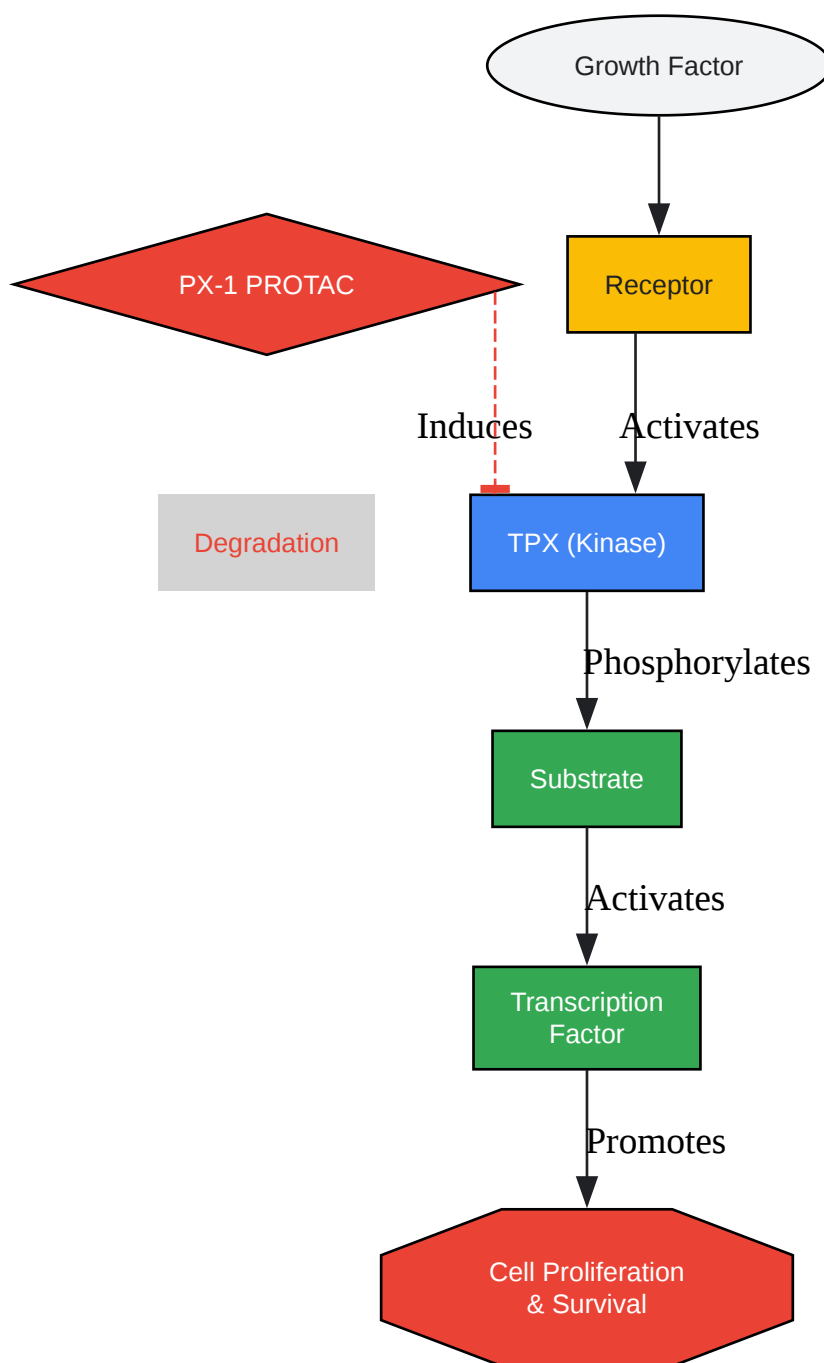 Growth Factor
PX-1 PROTAC
Receptor
Induces
Activates
Degradation
TPX (Kinase)
Phosphorylates
Substrate
Activates
Transcription
Factor
Promotes
Cell Proliferation
& Survival